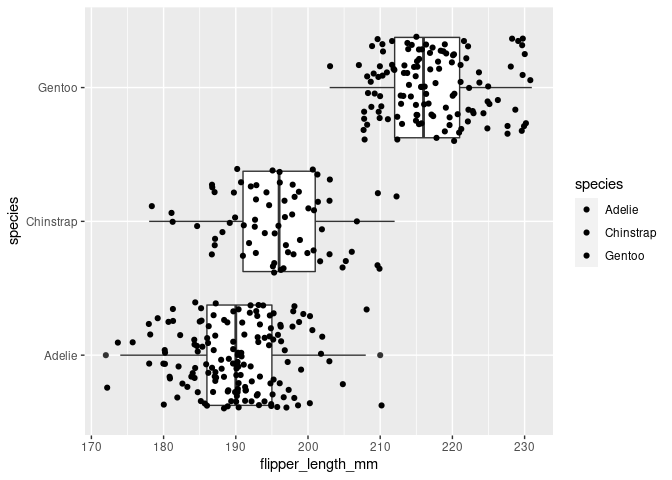 Gentoo
Chinstrap
Adelie
species
170 180 190 200 210 220 230
flipper_length_mm
species
Adelie
Chinstrap
Gentoo